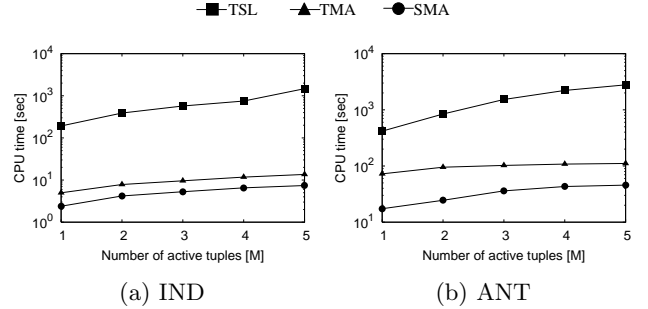 TSL TMA SMA
10^4
10^3
10^2
10^1
10^0
CPU time [sec]
1 2 3 4 5
Number of active tuples [M]
(a) IND
10^4
10^3
10^2
10^1
CPU time [sec]
1 2 3 4 5
Number of active tuples [M]
(b) ANT